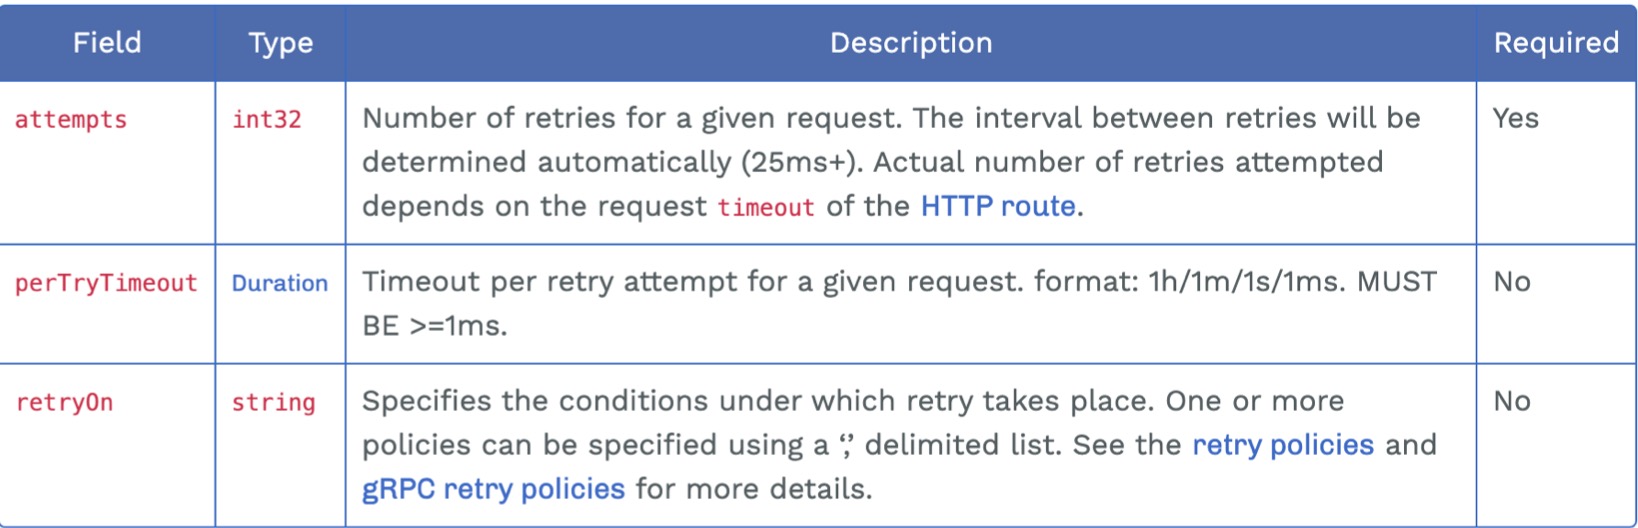 Field Type Description Required
attempts int32 Number of retries for a given request. The interval between retries will be Yes
determined automatically (25ms+). Actual number of retries attempted
depends on the request timeout of the HTTP route.
perTryTimeout Duration Timeout per retry attempt for a given request. format: 1h/1m/1s/1ms. MUST No
BE >=1ms.
retryOn string Specifies the conditions under which retry takes place. One or more No
policies can be specified using a ‘,’ delimited list. See the retry policies and
gRPC retry policies for more details.